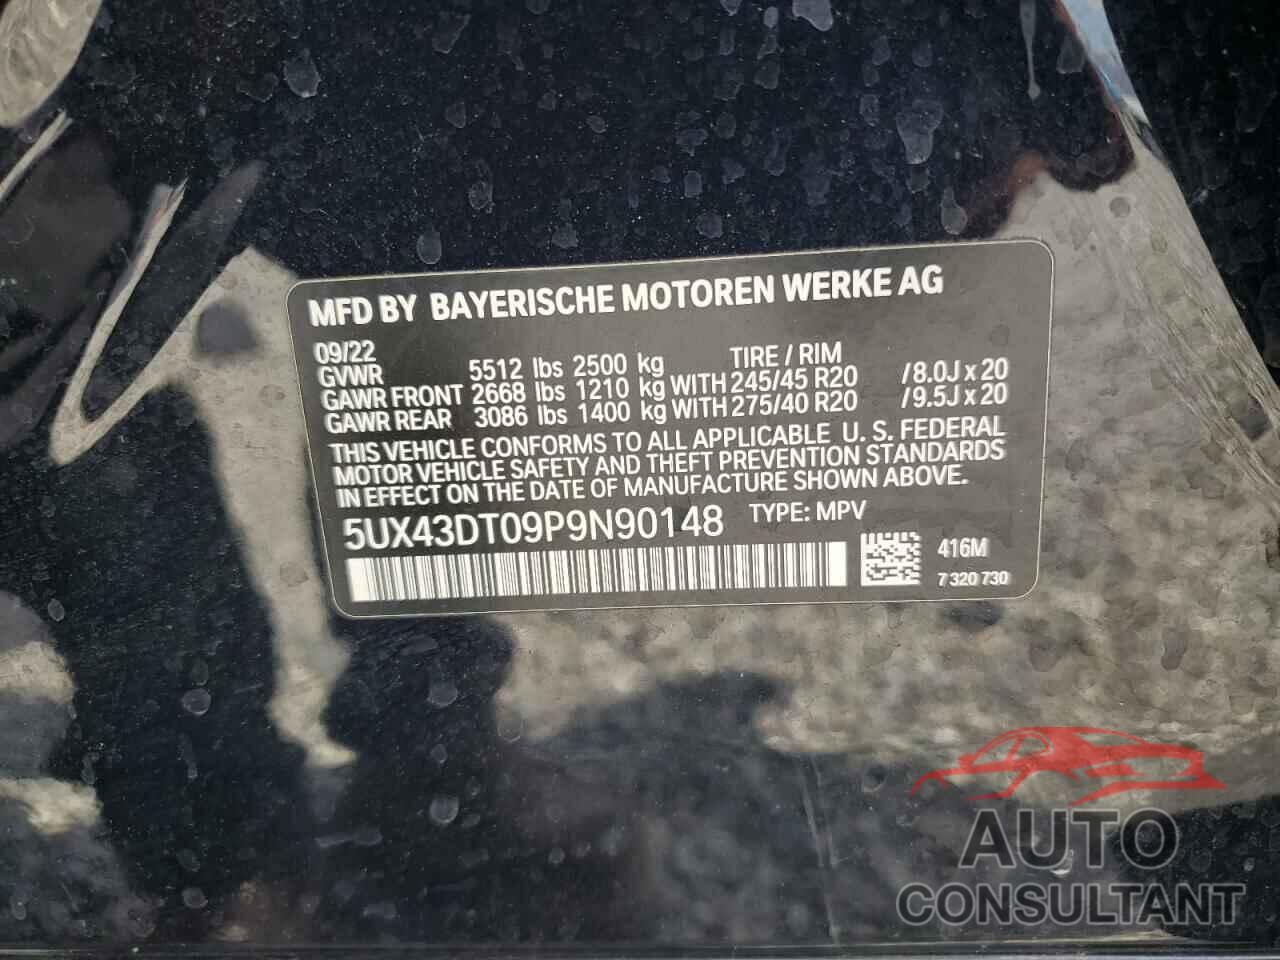 MFD BY BAYERISCHE MOTOREN WERKE AG
09/22
GVWR 5512 lbs 2500 kg TIRE / RIM
GAWR FRONT 2668 lbs 1210 kg WITH 245/45 R20 /8.0J x 20
GAWR REAR 3086 lbs 1400 kg WITH 275/40 R20 /9.5J x 20
THIS VEHICLE CONFORMS TO ALL APPLICABLE U. S. FEDERAL
MOTOR VEHICLE SAFETY AND THEFT PREVENTION STANDARDS
IN EFFECT ON THE DATE OF MANUFACTURE SHOWN ABOVE.
5UX43DT09P9N90148 TYPE: MPV
416M
7 320 730
AUTO
CONSULTANT